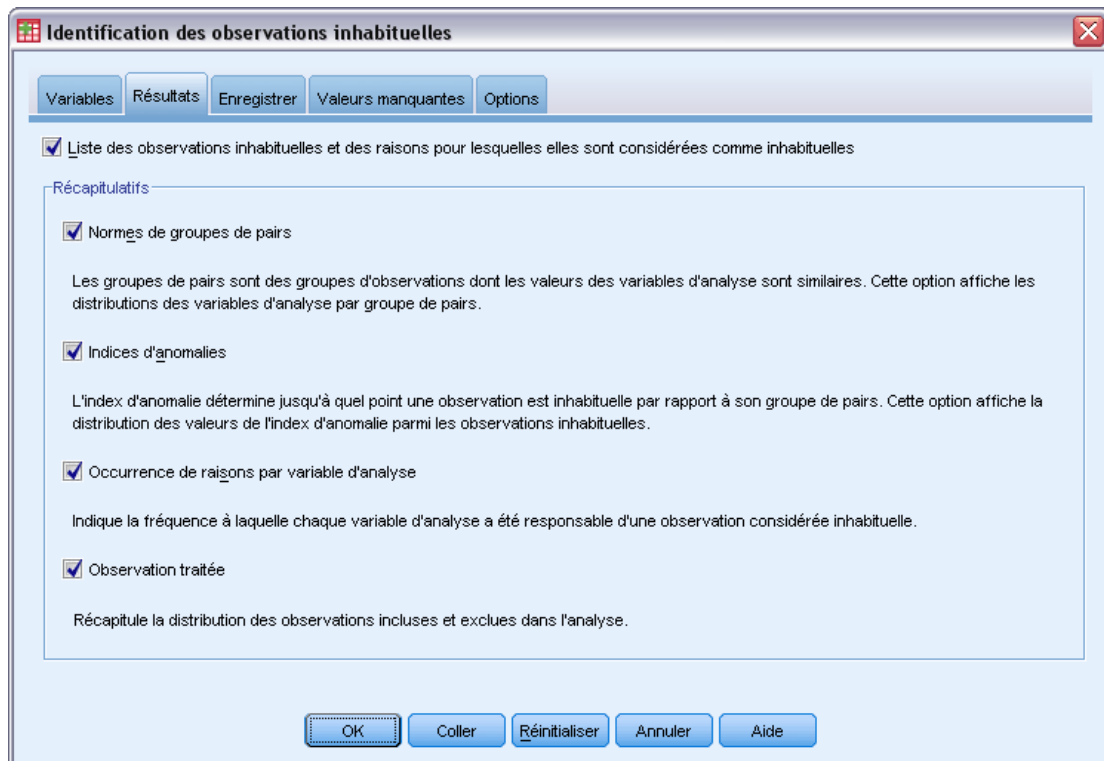 Identification des observations inhabituelles
Variables Résultats Enregistrer Valeurs manquantes Options
Liste des observations inhabituelles et des raisons pour lesquelles elles sont considérées comme inhabituelles
Récapitulatifs
Normes de groupes de pairs
Les groupes de pairs sont des groupes d'observations dont les valeurs des variables d'analyse sont similaires. Cette option affiche les
distributions des variables d'analyse par groupe de pairs.
Indices d'anomalies
L'index d'anomalie détermine jusqu'à quel point une observation est inhabituelle par rapport à son groupe de pairs. Cette option affiche la
distribution des valeurs de l'index d'anomalie parmi les observations inhabituelles.
Occurrence de raisons par variable d'analyse
Indique la fréquence à laquelle chaque variable d'analyse a été responsable d'une observation considérée inhabituelle.
Observation traitée
Récapitule la distribution des observations incluses et exclues dans l'analyse.
OK Coller Réinitialiser Annuler Aide